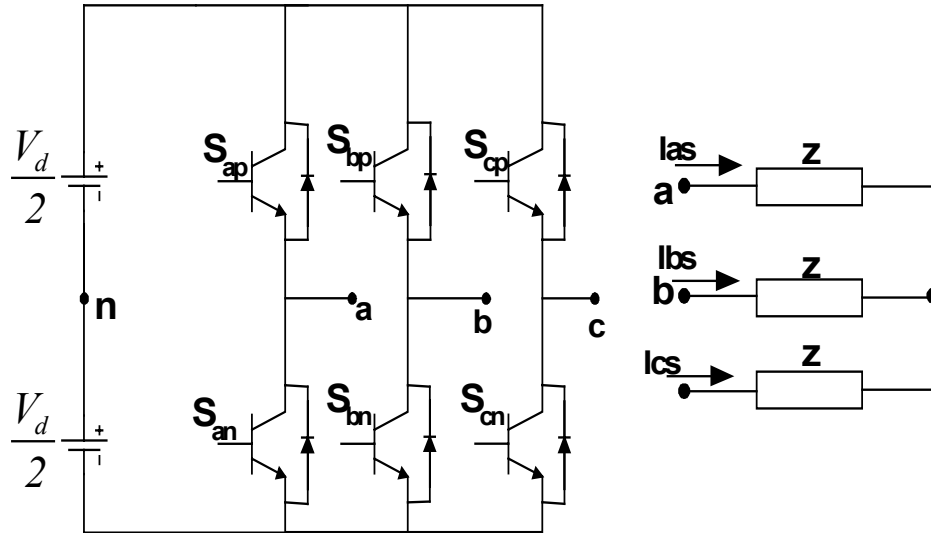 V_d/2
+
I
n
V_d/2
+
I
S_ap
S_bp
S_cp
a
b
c
S_an
S_bn
S_cn
Ias
z
a
Ibs
z
b
Ics
z